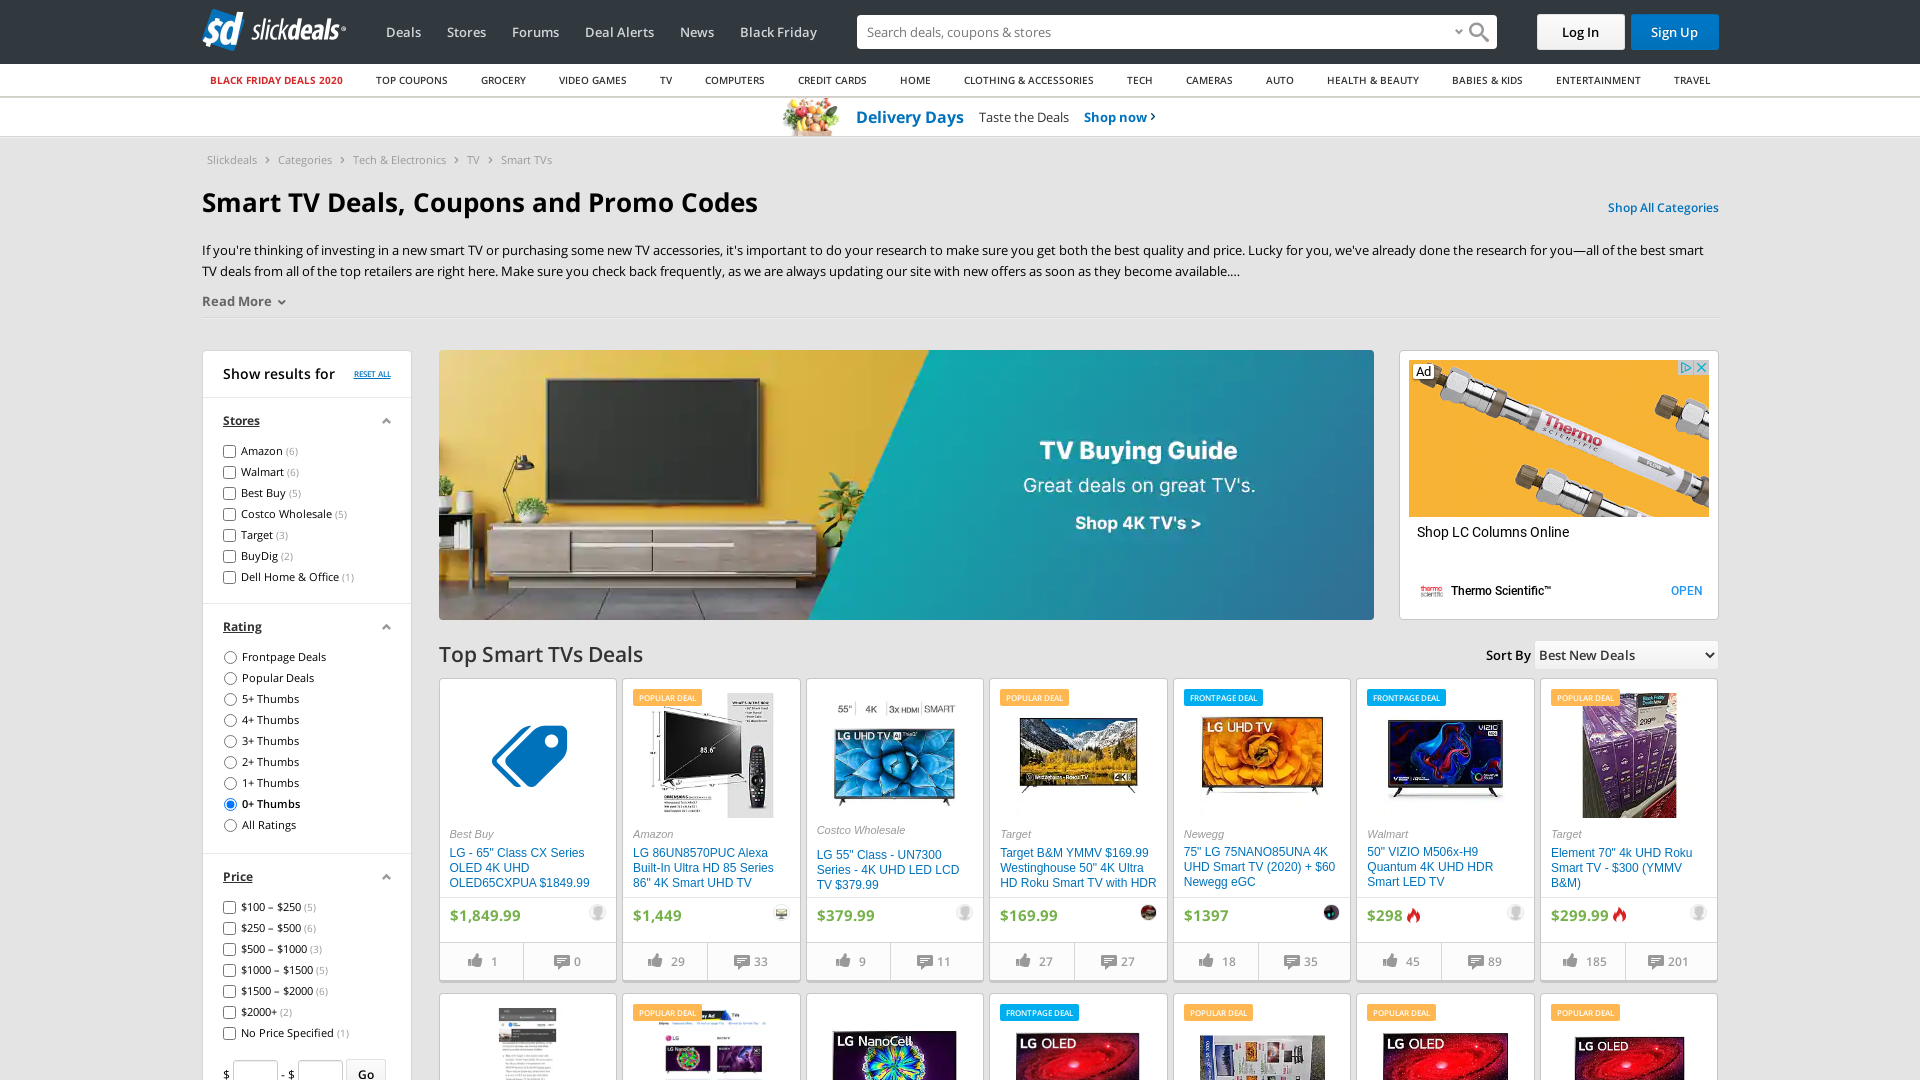 slickdeals
Deals
Stores
Forums
Deal Alerts
News
Black Friday
Search deals, coupons & stores
Log In
Sign Up
BLACK FRIDAY DEALS 2020
TOP COUPONS
GROCERY
VIDEO GAMES
TV
COMPUTERS
CREDIT CARDS
HOME
CLOTHING & ACCESSORIES
TECH
CAMERAS
AUTO
HEALTH & BEAUTY
BABIES & KIDS
ENTERTAINMENT
TRAVEL
Delivery Days Taste the Deals Shop now
Slickdeals › Categories › Tech & Electronics › TV › Smart TVs
Smart TV Deals, Coupons and Promo Codes
Shop All Categories
If you're thinking of investing in a new smart TV or purchasing some new TV accessories, it's important to do your research to make sure you get both the best quality and price. Lucky for you, we've already done the research for you—all of the best smart
TV deals from all of the top retailers are right here. Make sure you check back frequently, as we are always updating our site with new offers as soon as they become available.…
Read More
Show results for
RESET ALL
Stores
Amazon (6)
Walmart (6)
Best Buy (5)
Costco Wholesale (5)
Target (3)
BuyDig (2)
Dell Home & Office (1)
Rating
Frontpage Deals
Popular Deals
5+ Thumbs
4+ Thumbs
3+ Thumbs
2+ Thumbs
1+ Thumbs
0+ Thumbs
All Ratings
Price
$100 – $250 (5)
$250 – $500 (6)
$500 – $1000 (3)
$1000 – $1500 (5)
$1500 – $2000 (6)
$2000+ (2)
No Price Specified (1)
$ - $ Go
TV Buying Guide
Great deals on great TV's.
Shop 4K TV's >
Ad
Thermo
SCIENTIFIC
FLOW
Shop LC Columns Online
Thermo Scientific™
OPEN
Top Smart TVs Deals
Sort By Best New Deals
Best Buy
LG - 65" Class CX Series
OLED 4K UHD
OLED65CXPUA $1849.99
$1,849.99
1
0
POPULAR DEAL
85.6"
Amazon
LG 86UN8570PUC Alexa
Built-In Ultra HD 85 Series
86" 4K Smart UHD TV
$1,449
29
33
55" 4K 3x HDMI SMART
LG UHD TV AI ThinQ
Costco Wholesale
LG 55" Class - UN7300
Series - 4K UHD LED LCD
TV $379.99
$379.99
9
11
POPULAR DEAL
Westinghouse Roku TV 4K
Target
Target B&M YMMV $169.99
Westinghouse 50" 4K Ultra
HD Roku Smart TV with HDR
$169.99
27
27
FRONTPAGE DEAL
LG UHD TV
Newegg
75" LG 75NANO85UNA 4K
UHD Smart TV (2020) + $60
Newegg eGC
$1397
18
35
FRONTPAGE DEAL
VIZIO
Walmart
50" VIZIO M506x-H9
Quantum 4K UHD HDR
Smart LED TV
$298
45
89
POPULAR DEAL
Target
Element 70" 4k UHD Roku
Smart TV - $300 (YMMV
B&M)
$299.99
185
201
POPULAR DEAL
LG NanoCell
FRONTPAGE DEAL
LG OLED
POPULAR DEAL
POPULAR DEAL
LG OLED
POPULAR DEAL
LG OLED